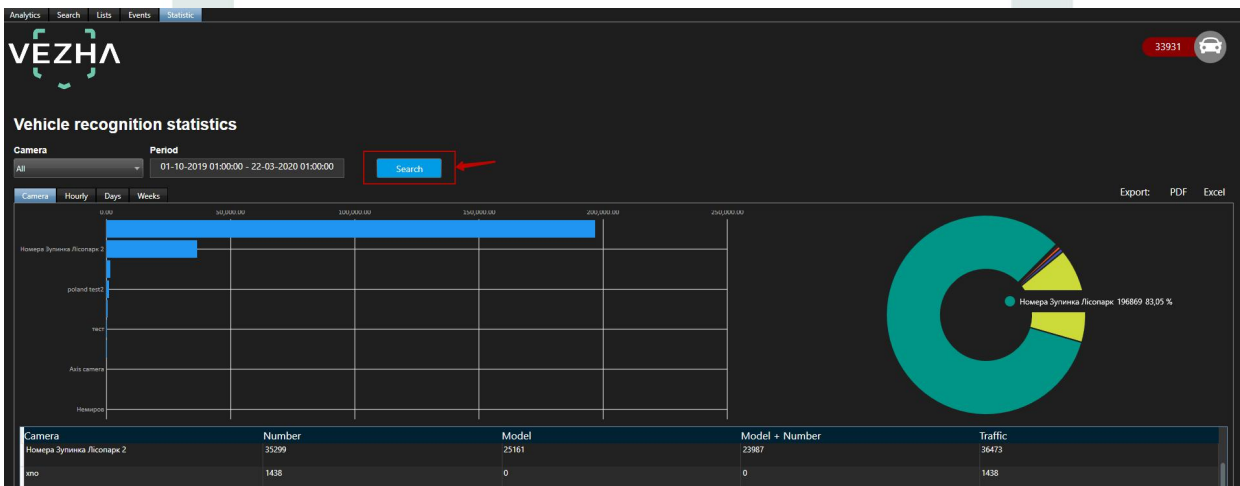 Analytics Search Lists Events Statistic
VEZHA
33931
Vehicle recognition statistics
Camera Period
All 01-10-2019 01:00:00 - 22-03-2020 01:00:00 Search
Camera Hourly Days Weeks Export: PDF Excel
0.00 50,000.00 100,000.00 150,000.00 200,000.00 250,000.00
Номера Зупинка Лісопарк 2
poland test2
Номера Зупинка Лісопарк 196869 83,05 %
тест
Axis camera
Немиров
Camera Number Model Model + Number Traffic
Номера Зупинка Лісопарк 2 35299 25161 23987 36473
xno 1438 0 0 1438